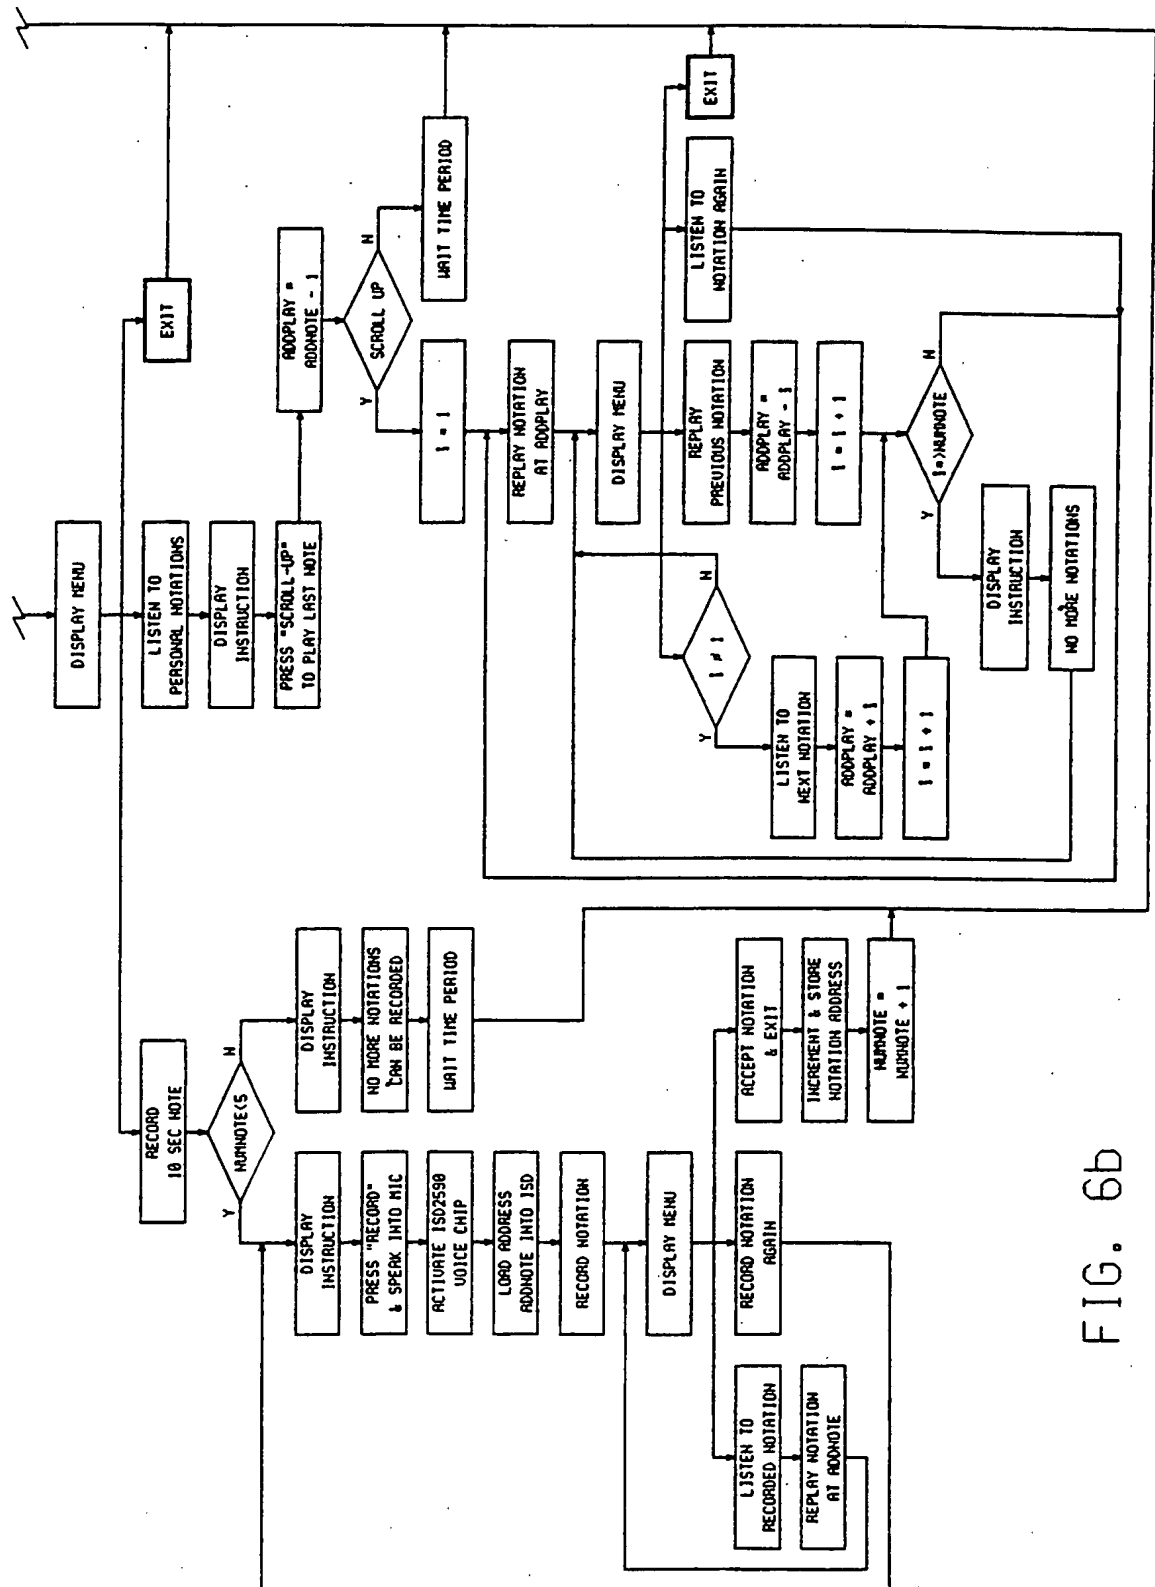 DISPLAY MENU
RECORD
10 SEC NOTE
LISTEN TO
PERSONAL NOTATIONS
EXIT
NUMNOTE<5
Y
N
DISPLAY
INSTRUCTION
PRESS "SCROLL-UP"
TO PLAY LAST NOTE
ADDPLAY =
ADDNOTE - 1
SCROLL UP
Y
N
WAIT TIME PERIOD
DISPLAY
INSTRUCTION
PRESS "RECORD"
& SPEAK INTO MIC
ACTIVATE ISD2590
VOICE CHIP
LOAD ADDRESS
ADDNOTE INTO ISD
RECORD NOTATION
DISPLAY MENU
DISPLAY
INSTRUCTION
NO MORE NOTATIONS
CAN BE RECORDED
WAIT TIME PERIOD
LISTEN TO
RECORDED NOTATION
REPLAY NOTATION
AT ADDNOTE
RECORD NOTATION
AGAIN
ACCEPT NOTATION
& EXIT
INCREMENT & STORE
NOTATION ADDRESS
NUMNOTE =
NUMNOTE + 1
I = 1
REPLAY NOTATION
AT ADDPLAY
DISPLAY MENU
I ≠ 1
Y
N
LISTEN TO
NEXT NOTATION
ADDPLAY =
ADDPLAY + 1
I = I + 1
REPLAY
PREVIOUS NOTATION
ADDPLAY =
ADDPLAY - 1
I = I + 1
LISTEN TO
NOTATION AGAIN
EXIT
I=>NUMNOTE
Y
N
DISPLAY
INSTRUCTION
NO MORE NOTATIONS
FIG. 6b